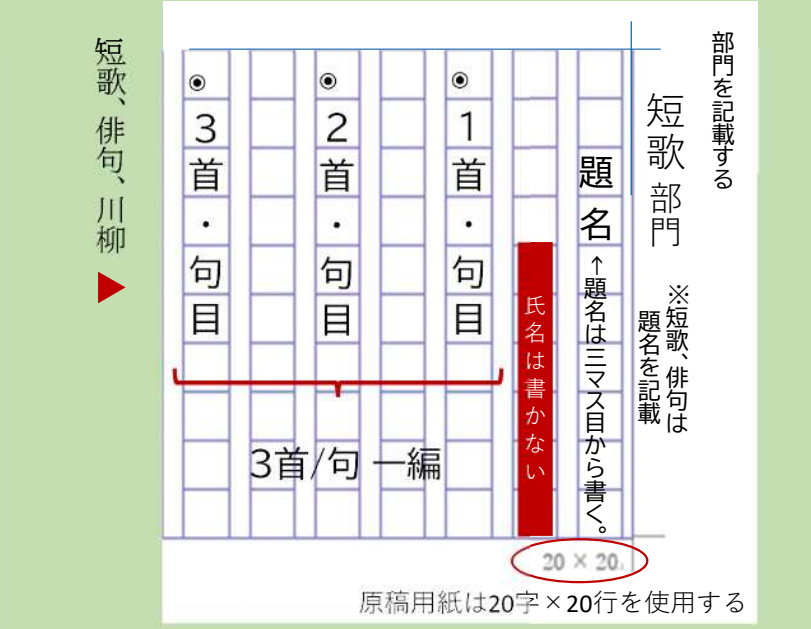 部門を記載する
短歌 部門
※短歌、俳句は
題名を記載
題名
←題名は三マス目から書く。
氏名は書かない
◉1首・句目
◉2首・句目
◉3首・句目
3首/句 一編
短歌、俳句、川柳▶
20 × 20
原稿用紙は20字×20行を使用する